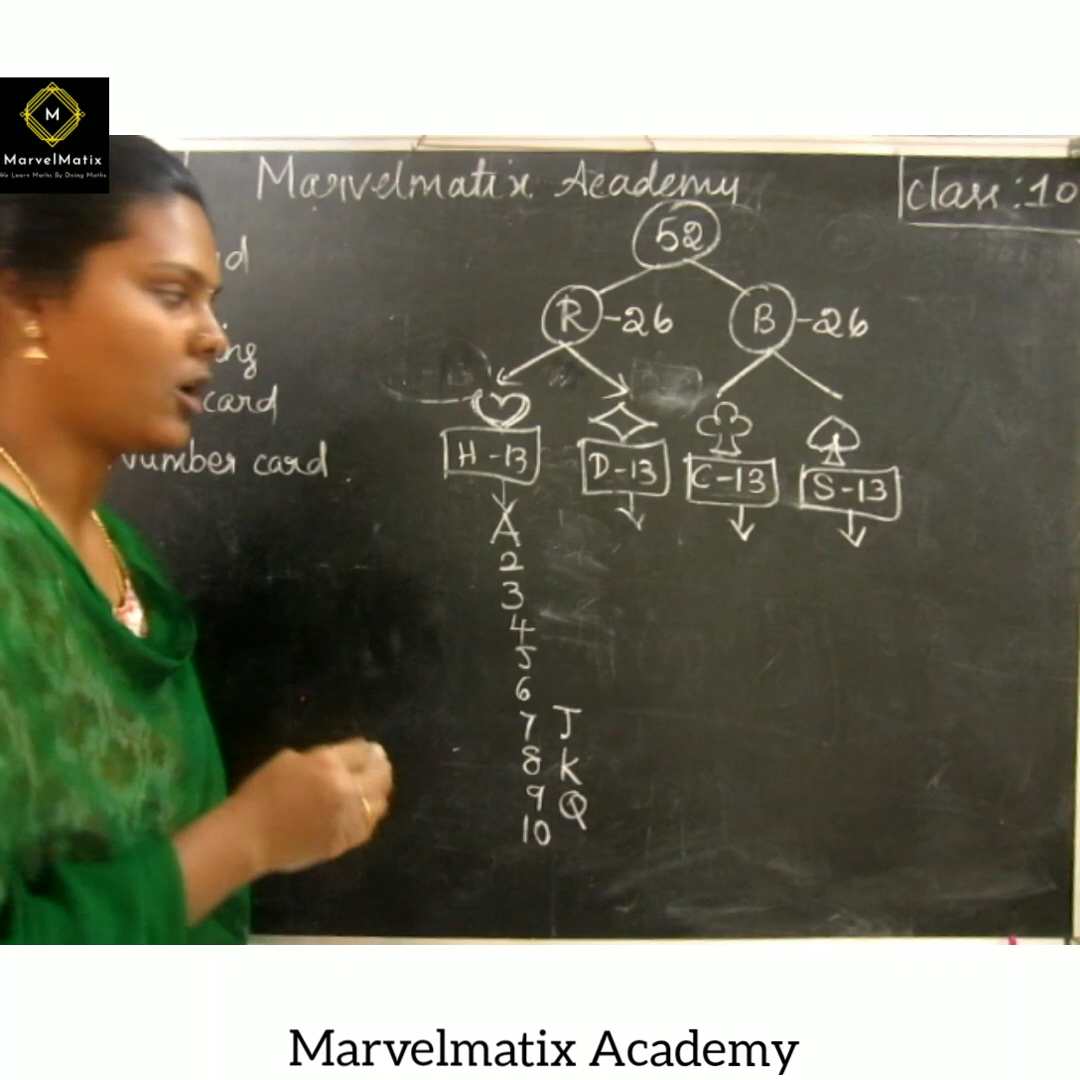 M
MarvelMatix
We Learn Maths By Doing Maths
Marvelmatix Academy
class:10
52
R -26
B -26
card
Number card
H -13
D-13
C-13
S-13
A
2
3
4
5
6
7 J
8 K
9 Q
10
Marvelmatix Academy